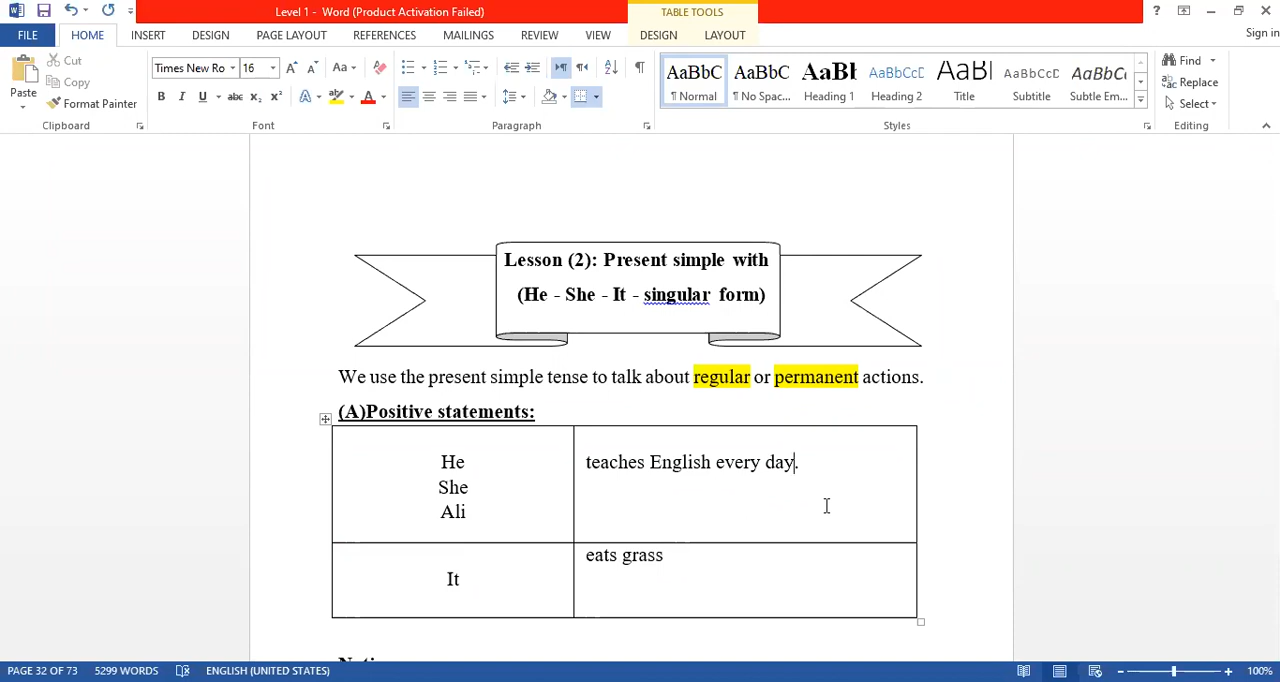 Level 1 - Word (Product Activation Failed)
TABLE TOOLS
? 
FILE HOME INSERT DESIGN PAGE LAYOUT REFERENCES MAILINGS REVIEW VIEW DESIGN LAYOUT Sign in
Paste
Cut
Copy
Format Painter
Clipboard
Times New Ro 16
Font
Paragraph
AaBbC AaBbC AaBl AaBbCcC AaBl AaBbCcC AaBbCc
¶ Normal ¶ No Spac... Heading 1 Heading 2 Title Subtitle Subtle Em...
Styles
Find
Replace
Select
Editing
Lesson (2): Present simple with
(He - She - It - singular form)
We use the present simple tense to talk about regular or permanent actions.
(A)Positive statements:
He
She
Ali
teaches English every day.
It
eats grass
PAGE 32 OF 73 5299 WORDS ENGLISH (UNITED STATES) 100%